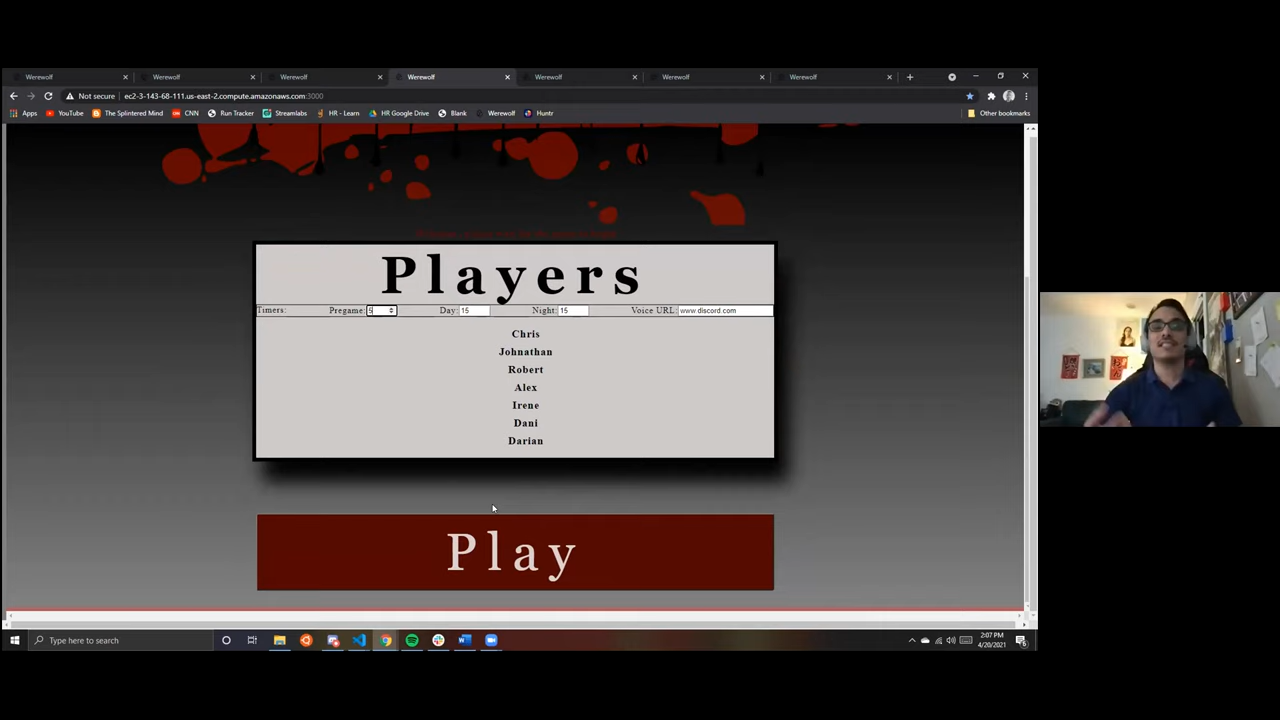 Werewolf Werewolf Werewolf Werewolf Werewolf Werewolf Werewolf
Not secure ec2-3-143-68-111.us-east-2.compute.amazonaws.com:3000
Apps YouTube The Splintered Mind CNN Run Tracker Streamlabs HR - Learn HR Google Drive Blank Werewolf Huntr Other bookmarks
Players
Timers: Pregame: 5 Day: 15 Night: 15 Voice URL: www.discord.com
Chris
Johnathan
Robert
Alex
Irene
Dani
Darian
Play
Type here to search
2:07 PM
4/20/2021